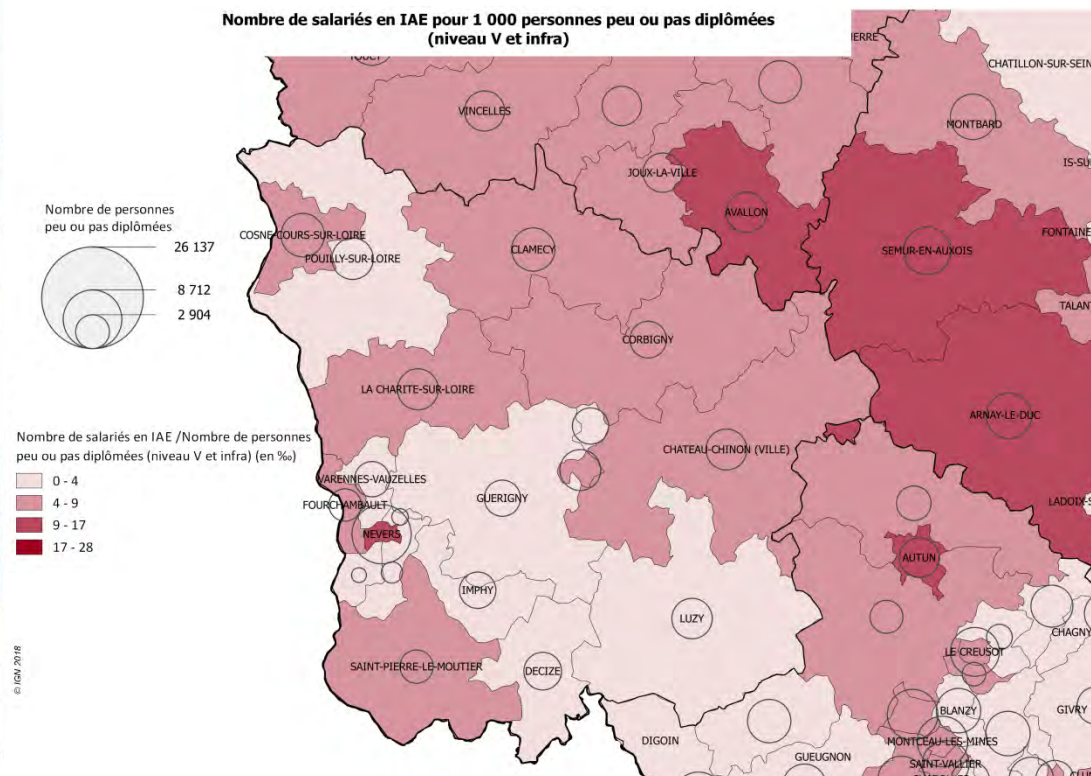 Nombre de salariés en IAE pour 1 000 personnes peu ou pas diplômées
(niveau V et infra)
CHATILLON-SUR-SEIN
VINCELLES
MONTBARD
IS-SU
JOUX-LA-VILLE
AVALLON
Nombre de personnes
peu ou pas diplômées
26 137
8 712
2 904
COSNE-COURS-SUR-LOIRE
POUILLY-SUR-LOIRE
CLAMECY
SEMUR-EN-AUXOIS
FONTAINE
TALANT
CORBIGNY
LA CHARITE-SUR-LOIRE
ARNAY-LE-DUC
Nombre de salariés en IAE /Nombre de personnes
peu ou pas diplômées (niveau V et infra) (en ‰)
0 - 4
4 - 9
9 - 17
17 - 28
CHATEAU-CHINON (VILLE)
VARENNES-VAUZELLES
GUERIGNY
FOURCHAMBAULT
LADOIX-S
NEVERS
AUTUN
IMPHY
LUZY
CHAGNY
LE CREUSOT
SAINT-PIERRE-LE-MOUTIER
DECIZE
BLANZY
GIVRY
DIGOIN
MONTCEAU-LES-MINES
GUEUGNON
SAINT-VALLIER
© IGN 2018